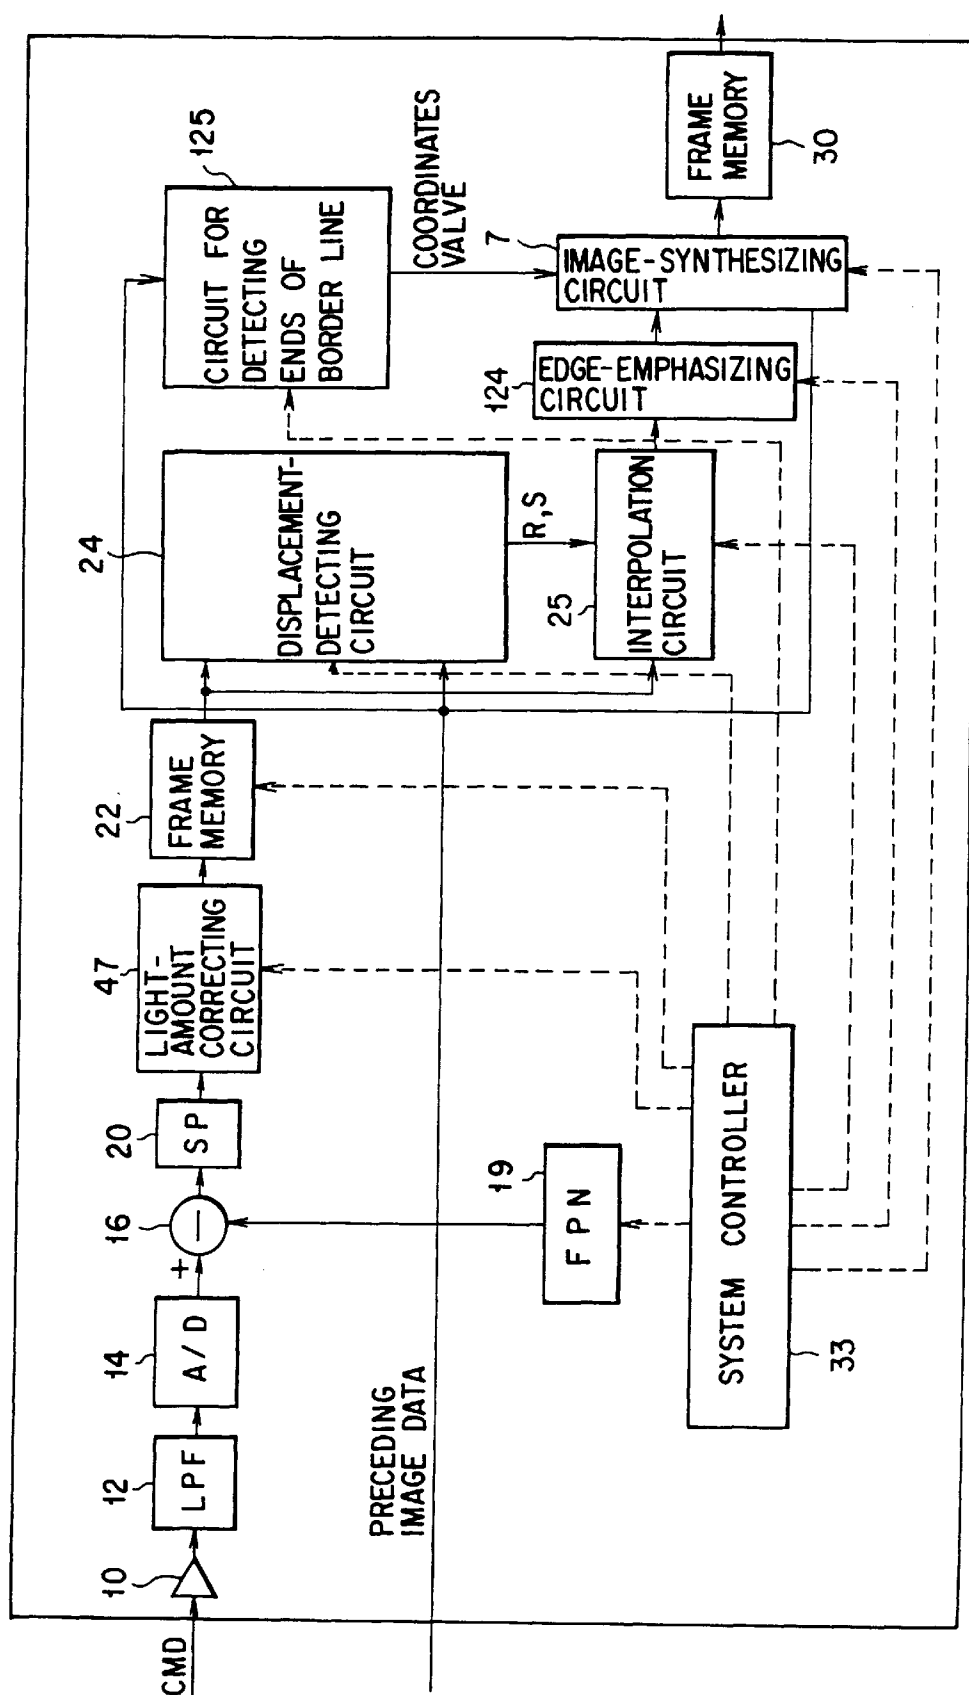 CMD
10
12
LPF
14
A/D
+
16
—
20
SP
47
LIGHT-
AMOUNT
CORRECTING
CIRCUIT
22
FRAME
MEMORY
24
DISPLACEMENT-
DETECTING
CIRCUIT
R,S
125
CIRCUIT FOR
DETECTING
ENDS OF
BORDER LINE
COORDINATES
VALVE
PRECEDING
IMAGE DATA
19
FPN
25
INTERPOLATION
CIRCUIT
124
EDGE-EMPHASIZING
CIRCUIT
7
IMAGE-SYNTHESIZING
CIRCUIT
FRAME
MEMORY
30
SYSTEM CONTROLLER
33